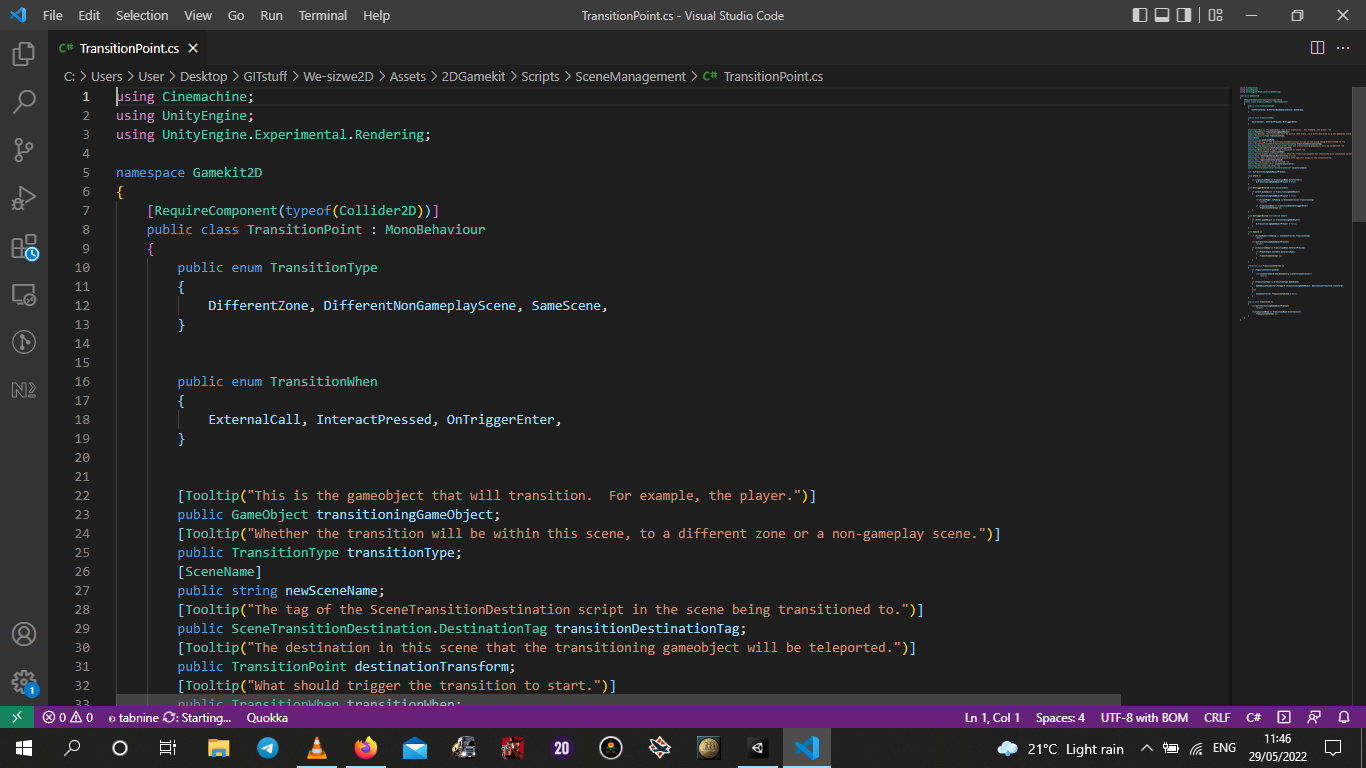 File Edit Selection View Go Run Terminal Help
TransitionPoint.cs - Visual Studio Code
C# TransitionPoint.cs
C: > Users > User > Desktop > GITstuff > We-sizwe2D > Assets > 2DGamekit > Scripts > SceneManagement > C# TransitionPoint.cs
1 using Cinemachine;
2 using UnityEngine;
3 using UnityEngine.Experimental.Rendering;
4
5 namespace Gamekit2D
6 {
7 [RequireComponent(typeof(Collider2D))]
8 public class TransitionPoint : MonoBehaviour
9 {
10 public enum TransitionType
11 {
12 DifferentZone, DifferentNonGameplayScene, SameScene,
13 }
14
15
16 public enum TransitionWhen
17 {
18 ExternalCall, InteractPressed, OnTriggerEnter,
19 }
20
21
22 [Tooltip("This is the gameobject that will transition.  For example, the player.")]
23 public GameObject transitioningGameObject;
24 [Tooltip("Whether the transition will be within this scene, to a different zone or a non-gameplay scene.")]
25 public TransitionType transitionType;
26 [SceneName]
27 public string newSceneName;
28 [Tooltip("The tag of the SceneTransitionDestination script in the scene being transitioned to.")]
29 public SceneTransitionDestination.DestinationTag transitionDestinationTag;
30 [Tooltip("The destination in this scene that the transitioning gameobject will be teleported.")]
31 public TransitionPoint destinationTransform;
32 [Tooltip("What should trigger the transition to start.")]
33 public TransitionWhen transitionWhen;
1
0 0 tabnine : Starting... Quokka
Ln 1, Col 1 Spaces: 4 UTF-8 with BOM CRLF C#
20
21°C Light rain
ENG
11:46
29/05/2022